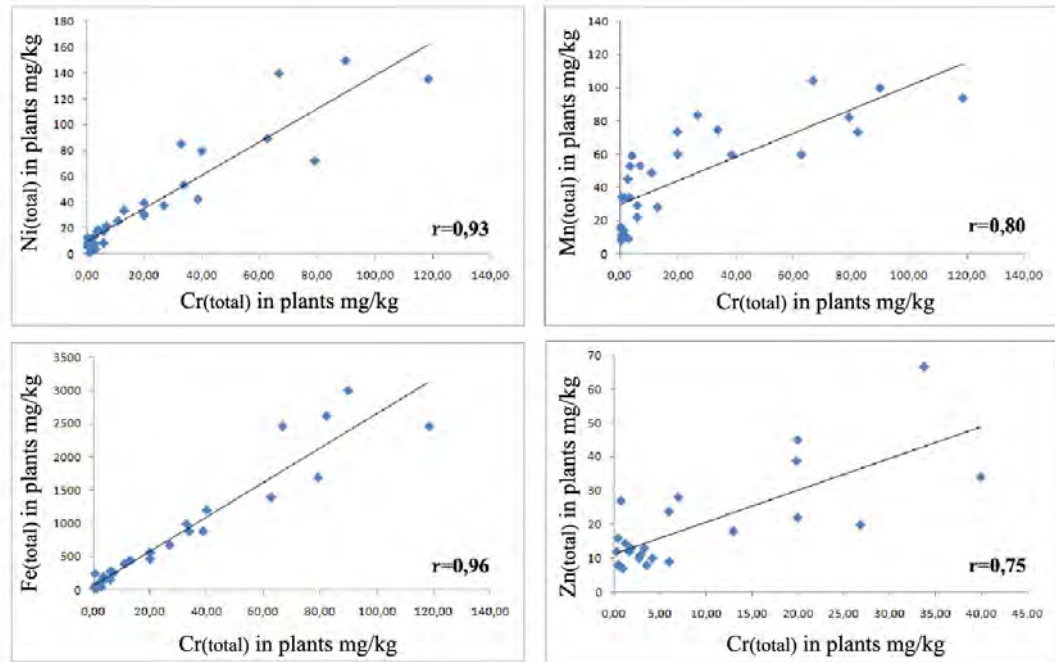 Ni(total) in plants mg/kg
180
160
140
120
100
80
60
40
20
0
0,00 20,00 40,00 60,00 80,00 100,00 120,00 140,00
r=0,93
Cr(total) in plants mg/kg
Mn(total) in plants mg/kg
140
120
100
80
60
40
20
0
0,00 20,00 40,00 60,00 80,00 100,00 120,00 140,00
r=0,80
Cr(total) in plants mg/kg
Fe(total) in plants mg/kg
3500
3000
2500
2000
1500
1000
500
0
0,00 20,00 40,00 60,00 80,00 100,00 120,00 140,00
r=0,96
Cr(total) in plants mg/kg
Zn(total) in plants mg/kg
70
60
50
40
30
20
10
0
0,00 5,00 10,00 15,00 20,00 25,00 30,00 35,00 40,00 45,00
r=0,75
Cr(total) in plants mg/kg